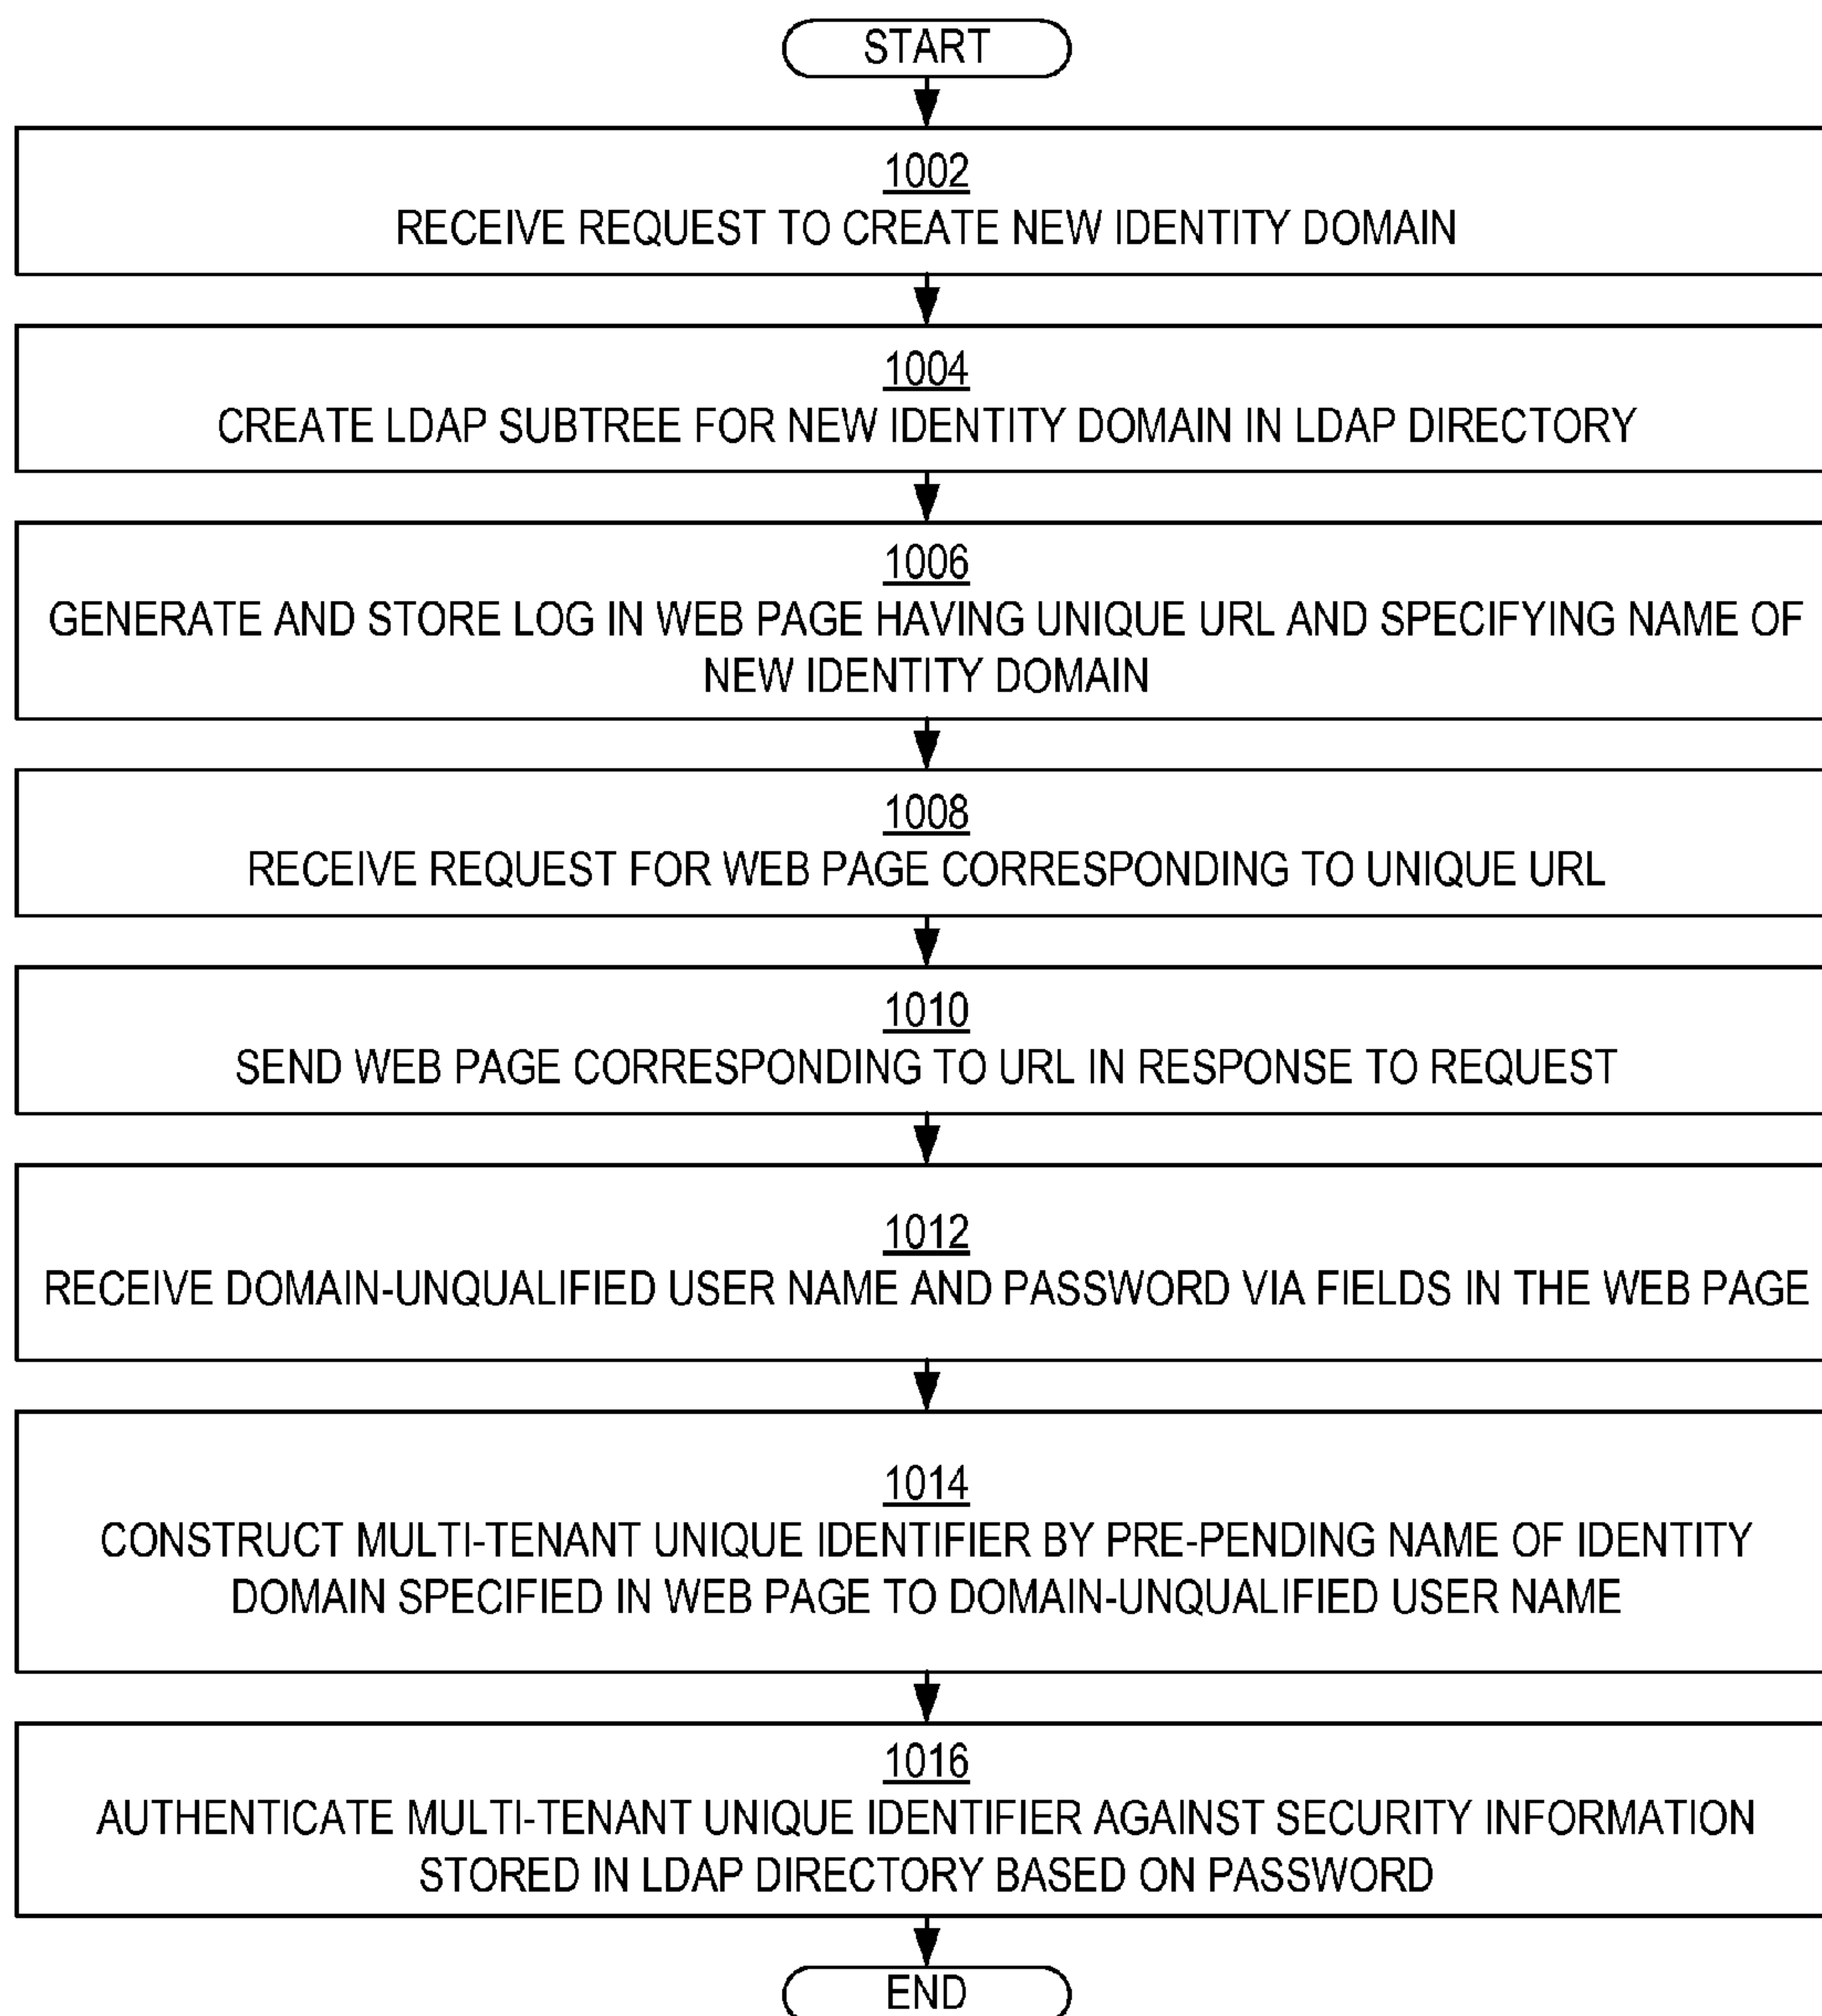 START
1002
RECEIVE REQUEST TO CREATE NEW IDENTITY DOMAIN
1004
CREATE LDAP SUBTREE FOR NEW IDENTITY DOMAIN IN LDAP DIRECTORY
1006
GENERATE AND STORE LOG IN WEB PAGE HAVING UNIQUE URL AND SPECIFYING NAME OF
NEW IDENTITY DOMAIN
1008
RECEIVE REQUEST FOR WEB PAGE CORRESPONDING TO UNIQUE URL
1010
SEND WEB PAGE CORRESPONDING TO URL IN RESPONSE TO REQUEST
1012
RECEIVE DOMAIN-UNQUALIFIED USER NAME AND PASSWORD VIA FIELDS IN THE WEB PAGE
1014
CONSTRUCT MULTI-TENANT UNIQUE IDENTIFIER BY PRE-PENDING NAME OF IDENTITY
DOMAIN SPECIFIED IN WEB PAGE TO DOMAIN-UNQUALIFIED USER NAME
1016
AUTHENTICATE MULTI-TENANT UNIQUE IDENTIFIER AGAINST SECURITY INFORMATION
STORED IN LDAP DIRECTORY BASED ON PASSWORD
END